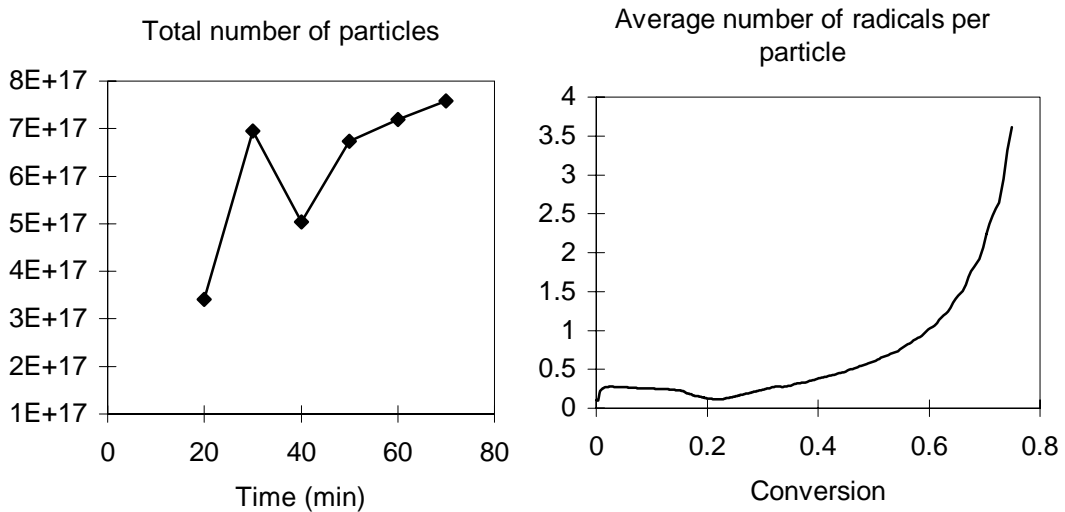 Total number of particles
8E+17
7E+17
6E+17
5E+17
4E+17
3E+17
2E+17
1E+17
0 20 40 60 80
Time (min)
Average number of radicals per
particle
4
3.5
3
2.5
2
1.5
1
0.5
0
0 0.2 0.4 0.6 0.8
Conversion